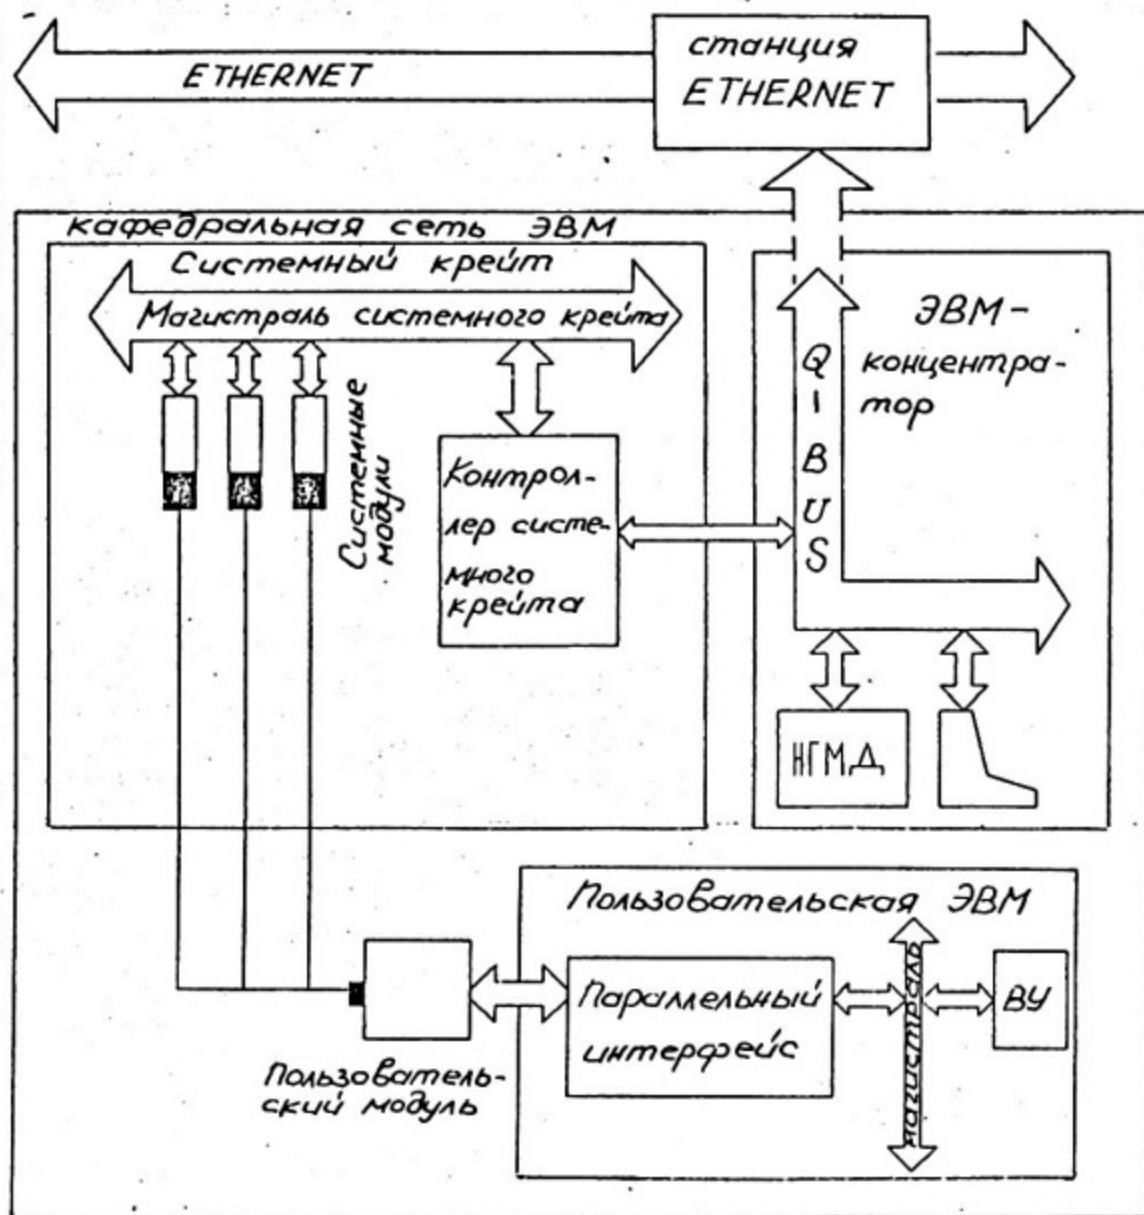 ETHERNET
станция
ETHERNET
кафедральная сеть ЭВМ
Системный крейт
Магистраль системного крейта
Системные
модули
Контрол-
лер систе-
много
крейта
ЭВМ-
концентра-
тор
Q-BUS
НГМД
Пользовательская ЭВМ
Параллельный
интерфейс
магистраль
ВУ
Пользователь-
ский модуль